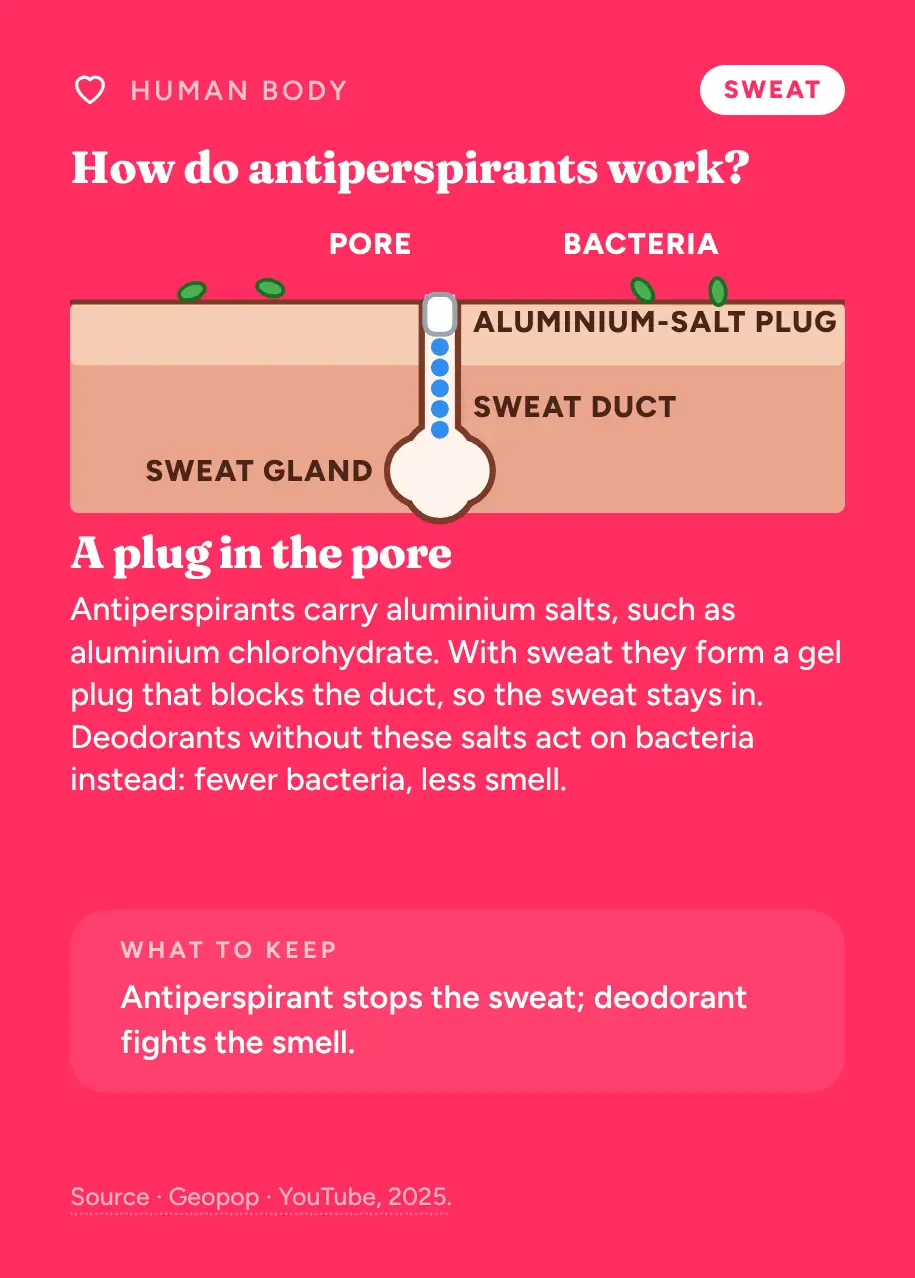 HUMAN BODY
SWEAT
How do antiperspirants work?
PORE
BACTERIA
ALUMINIUM-SALT PLUG
SWEAT DUCT
SWEAT GLAND
A plug in the pore
Antiperspirants carry aluminium salts, such as
aluminium chlorohydrate. With sweat they form a gel
plug that blocks the duct, so the sweat stays in.
Deodorants without these salts act on bacteria
instead: fewer bacteria, less smell.
WHAT TO KEEP
Antiperspirant stops the sweat; deodorant
fights the smell.
Source · Geopop · YouTube, 2025.